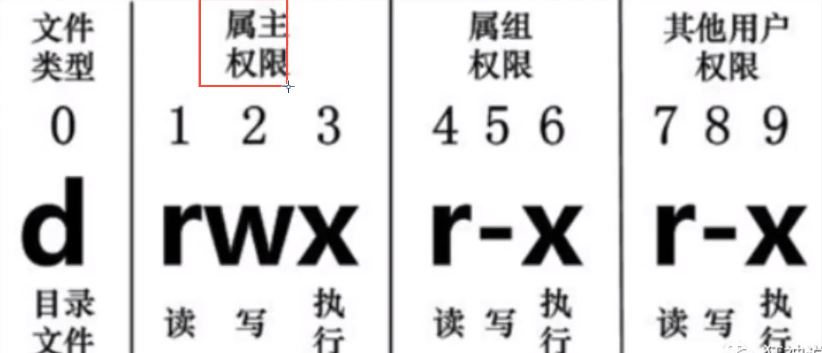 文件 属主 属组 其他用户
类型 权限 权限 权限
0 1 2 3 4 5 6 7 8 9
d rwx r-x r-x
目录 读 写 执 读 写 执 读 写 执
文件 行 行 行